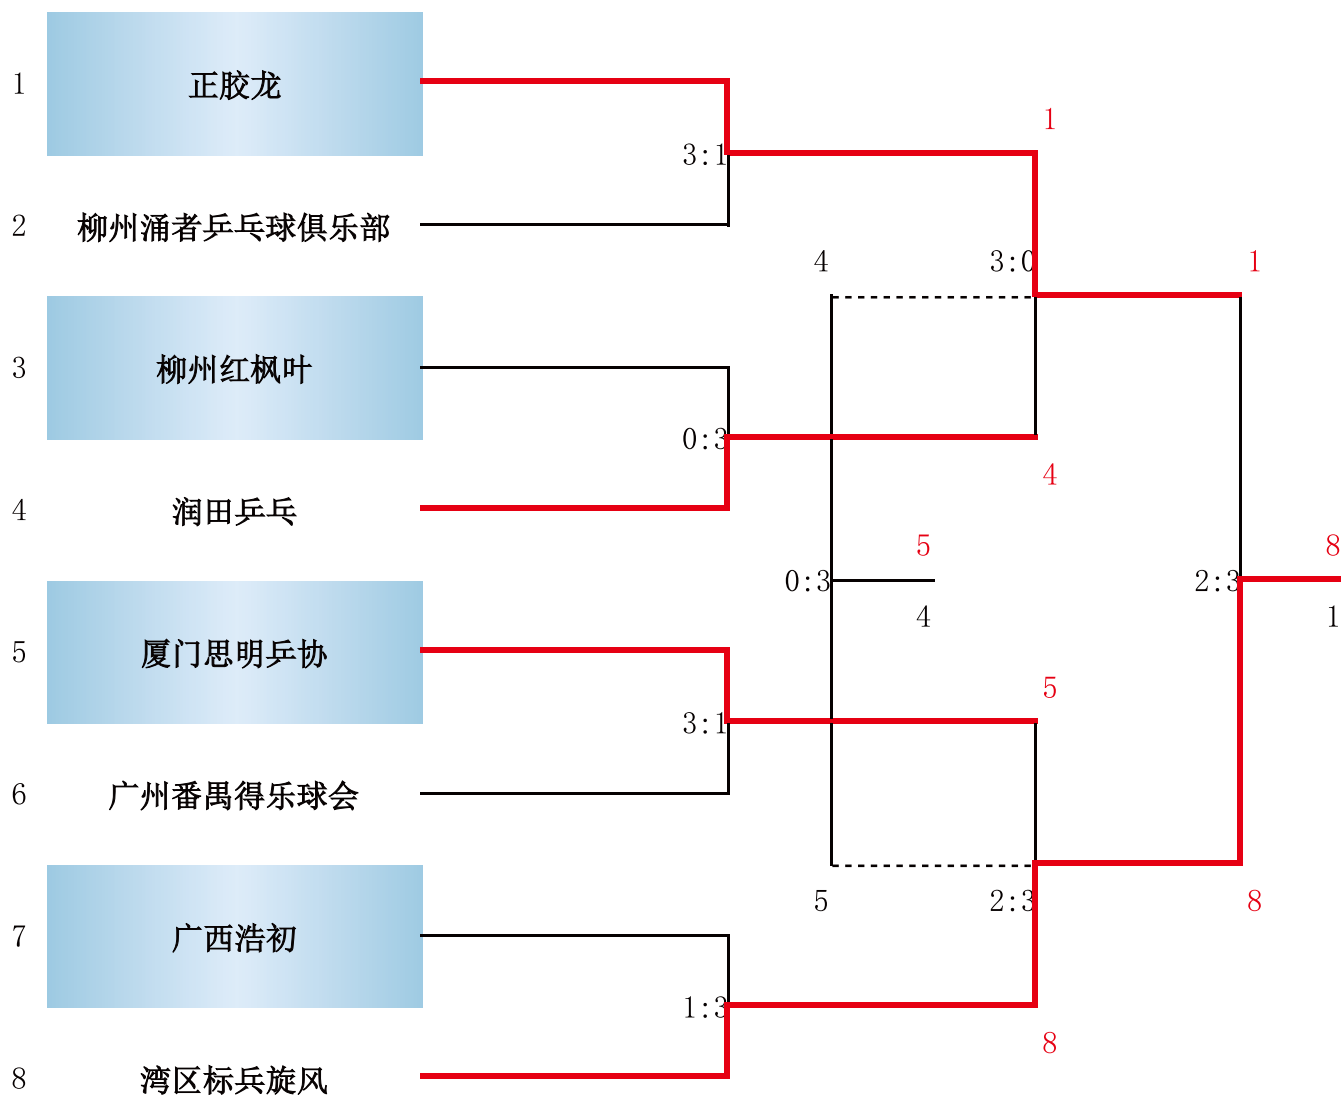 1 正胶龙
1
3:1
2 柳州涌者乒乓球俱乐部
4 3:0 1
3 柳州红枫叶
0:3
4
4 润田乒乓
5 8
0:3 2:3
4 1
5 厦门思明乒协
5
3:1
6 广州番禺得乐球会
5 2:3 8
7 广西浩初
1:3
8
8 湾区标兵旋风